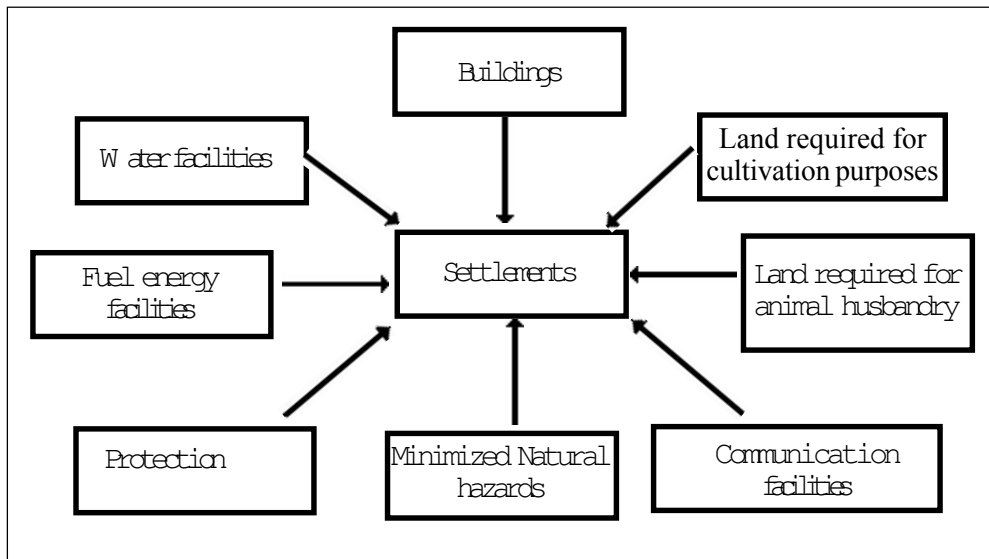 Buildings
Water facilities
Land required for
cultivation purposes
Settlements
Fuel energy
facilities
Land required for
animal husbandry
Protection
Minimized Natural
hazards
Communication
facilities